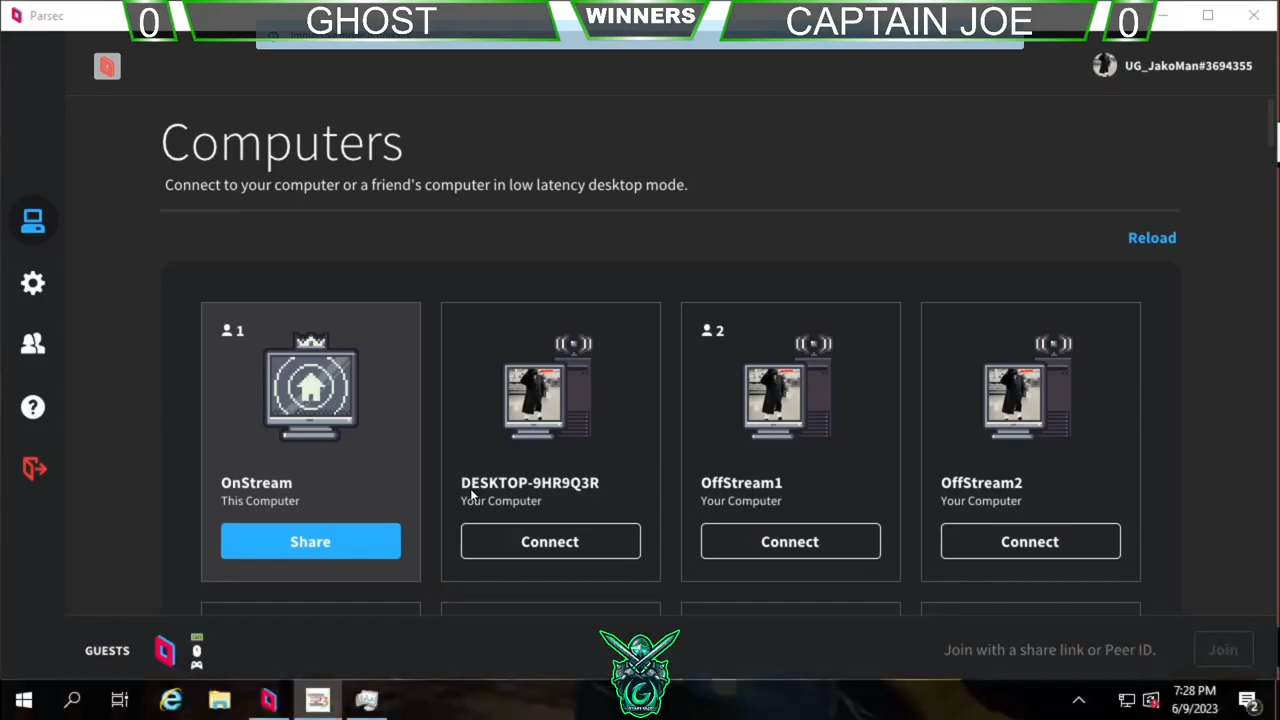 Parsec
0 GHOST WINNERS CAPTAIN JOE 0
UG_JakoMan#3694355
Computers
Connect to your computer or a friend's computer in low latency desktop mode.
Reload
1
2
OnStream
DESKTOP-9HR9Q3R
OffStream1
OffStream2
This Computer
Your Computer
Your Computer
Your Computer
Share
Connect
Connect
Connect
GUESTS
Join with a share link or Peer ID.
Join
7:28 PM
6/9/2023
2